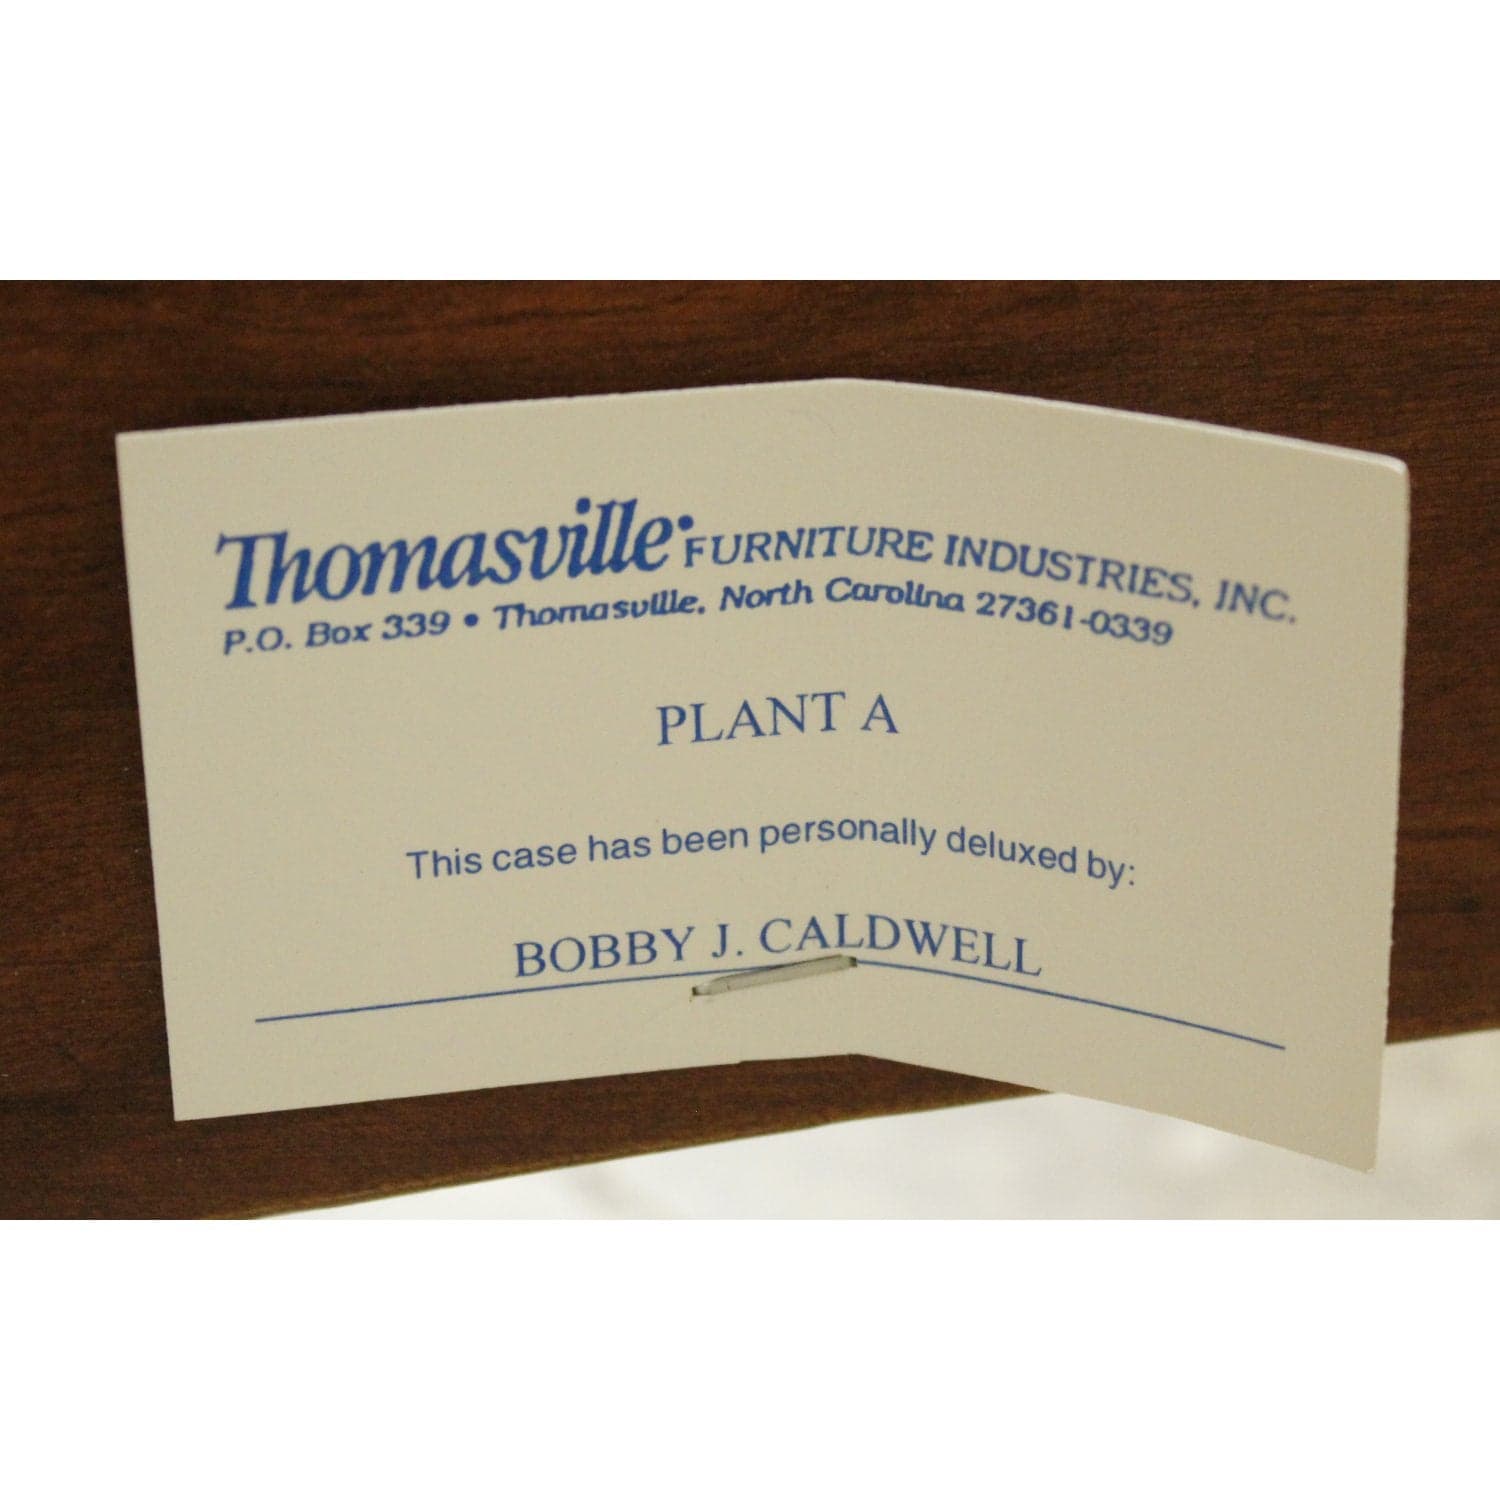 Thomasville• FURNITURE INDUSTRIES, INC.
P.O. Box 339 • Thomasville, North Carolina 27361-0339
PLANT A
This case has been personally deluxed by:
BOBBY J. CALDWELL